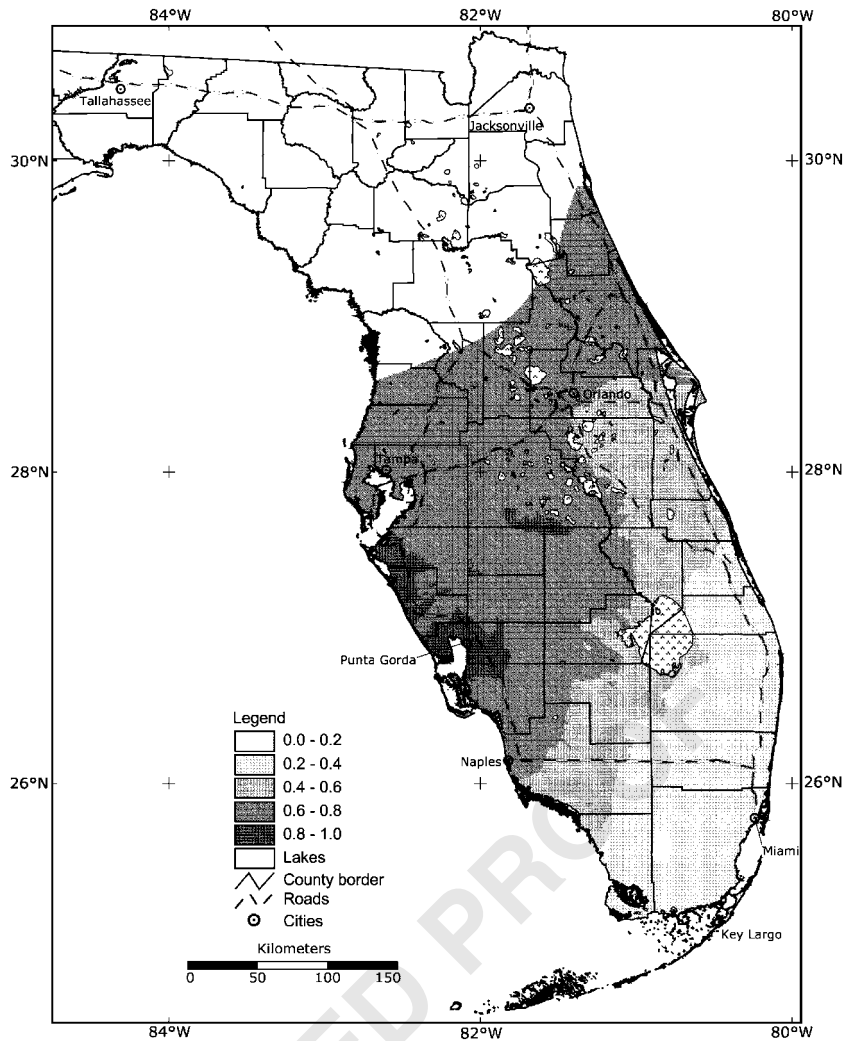 84°W 82°W 80°W
Tallahassee
Jacksonville
30°N 30°N
Orlando
Tampa
28°N 28°N
Punta Gorda
Legend
0.0 - 0.2
0.2 - 0.4
0.4 - 0.6
0.6 - 0.8
0.8 - 1.0
Lakes
County border
Roads
Cities
Naples
26°N 26°N
Miami
Key Largo
Kilometers
0 50 100 150
84°W 82°W 80°W
ED PROOF